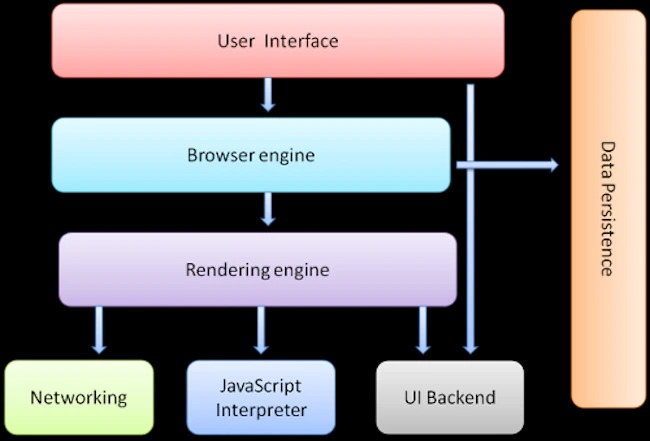 User Interface
Browser engine
Data Persistence
Rendering engine
Networking
JavaScript
Interpreter
UI Backend